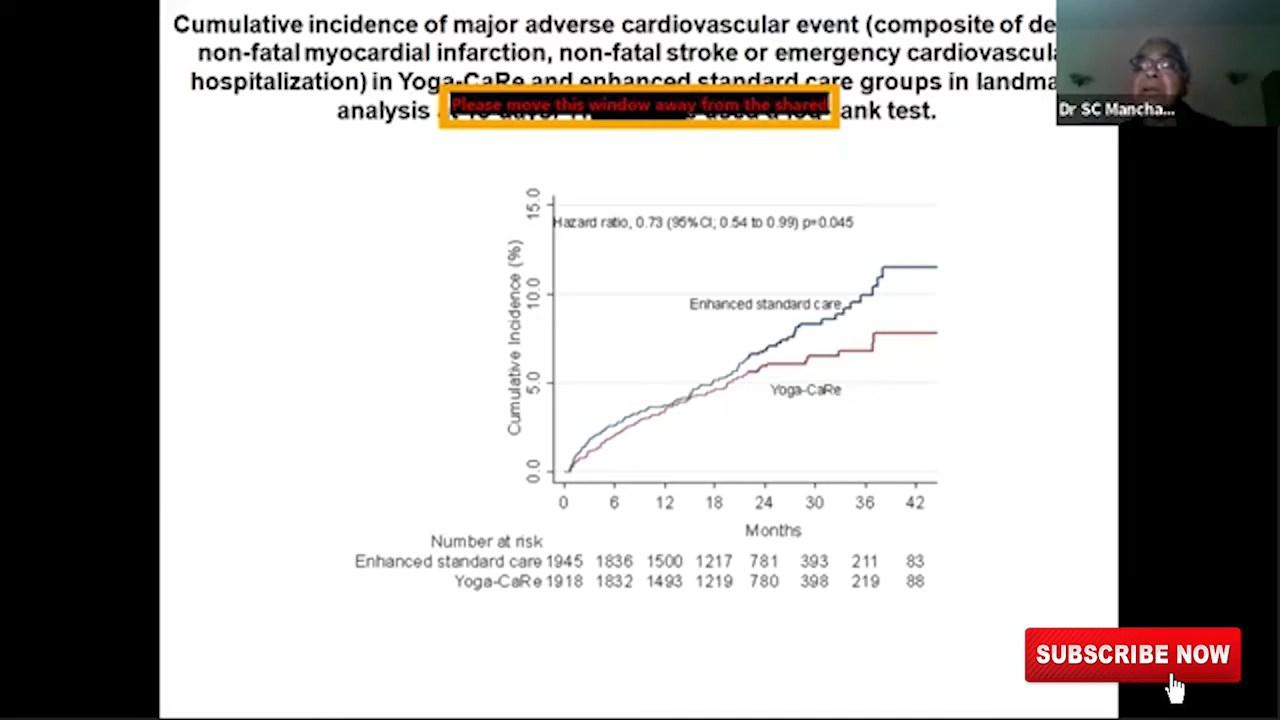 Cumulative incidence of major adverse cardiovascular event (composite of de
non-fatal myocardial infarction, non-fatal stroke or emergency cardiovascula
hospitalization) in Yoga-CaRe and enhanced standard care groups in landma
analysis
ank test.
Please move this window away from the shared
Dr SC Mancha...
Hazard ratio, 0.73 (95%CI; 0.54 to 0.99) p=0.045
Cumulative Incidence (%)
15.0
10.0
5.0
0.0
Enhanced standard care
Yoga-CaRe
0 6 12 18 24 30 36 42
Months
Number at risk
Enhanced standard care 1945 1836 1500 1217 781 393 211 83
Yoga-CaRe 1918 1832 1493 1219 780 398 219 88
SUBSCRIBE NOW